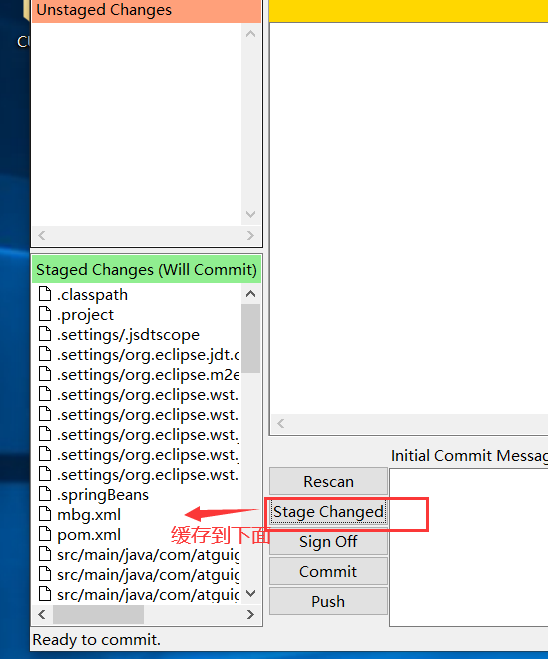 CU
Unstaged Changes
Staged Changes (Will Commit)
.classpath
.project
.settings/.jsdtscope
.settings/org.eclipse.jdt.c
.settings/org.eclipse.m2e
.settings/org.eclipse.wst.
.settings/org.eclipse.wst.
.settings/org.eclipse.wst.
.settings/org.eclipse.wst.
.settings/org.eclipse.wst.
.springBeans
mbg.xml
pom.xml
src/main/java/com/atguig
src/main/java/com/atguig
src/main/java/com/atguig
缓存到下面
Initial Commit Messag
Rescan
Stage Changed
Sign Off
Commit
Push
Ready to commit.